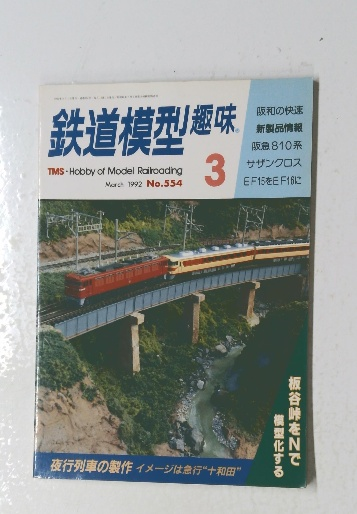 鉄道模型趣味
TMS・Hobby of Model Railroading
March 1992 No.554
3
阪和の快速
新製品情報
阪急810系
サザンクロス
EF15をEF16に
板谷峠をNで
模型化する
夜行列車の製作 イメージは急行"十和田"